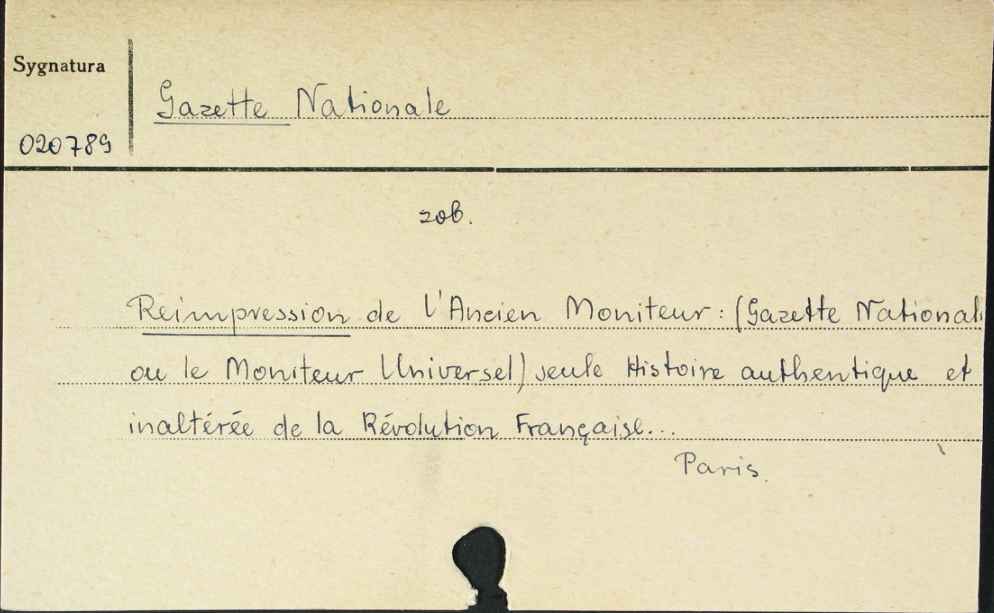 Sygnatura
Gazette Nationale
020789
zob.
Reimpression de l'Ancien Moniteur: (Gazette National
ou le Moniteur Universel) seule Histoire authentique et
inaltérée de la Révolution Française...
Paris.